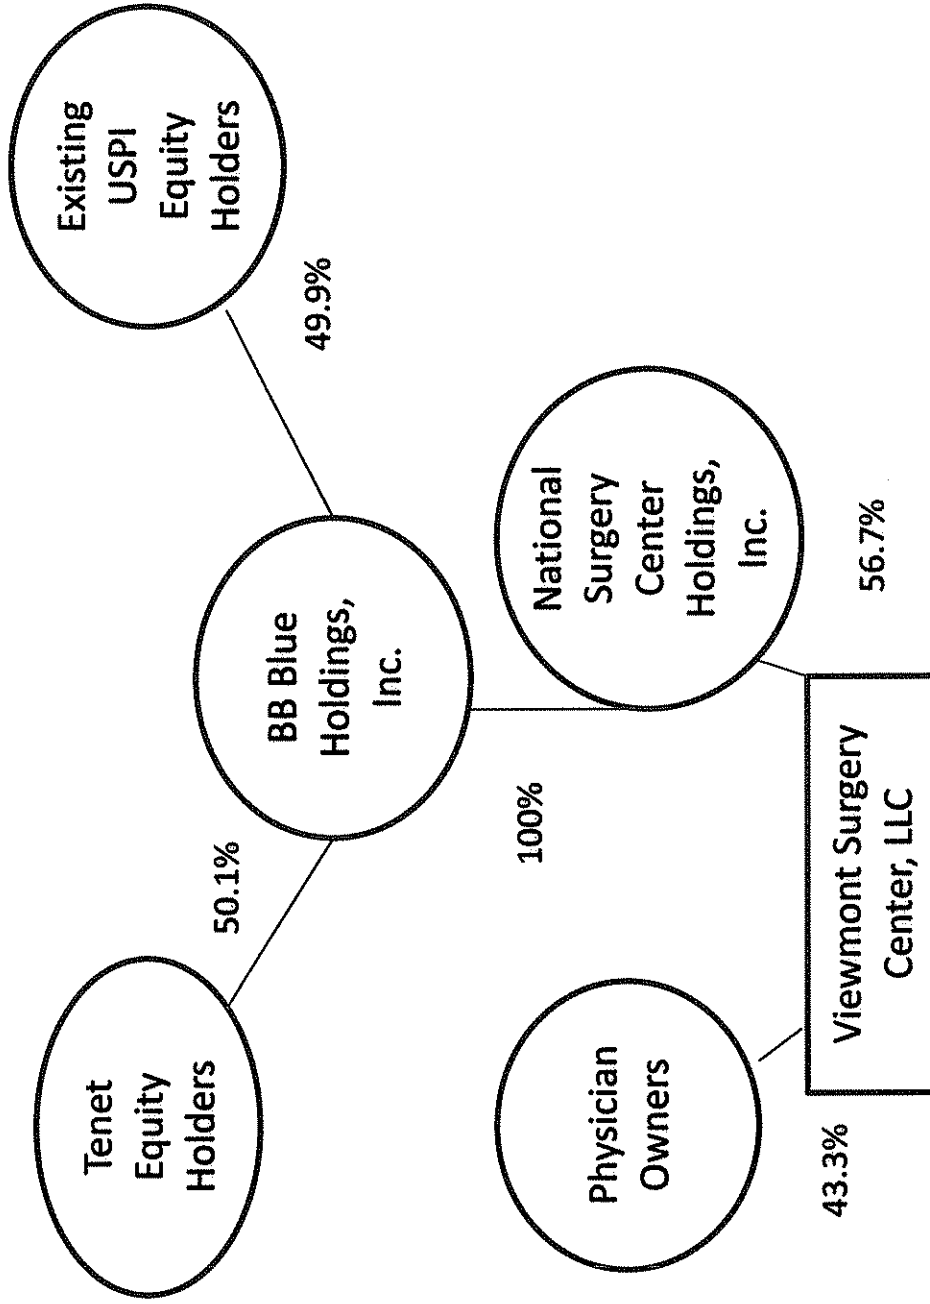 Tenet
Equity
Holders
Existing
USPI
Equity
Holders
50.1%
49.9%
BB Blue
Holdings,
Inc.
100%
Physician
Owners
National
Surgery
Center
Holdings,
Inc.
43.3%
56.7%
Viewmont Surgery
Center, LLC